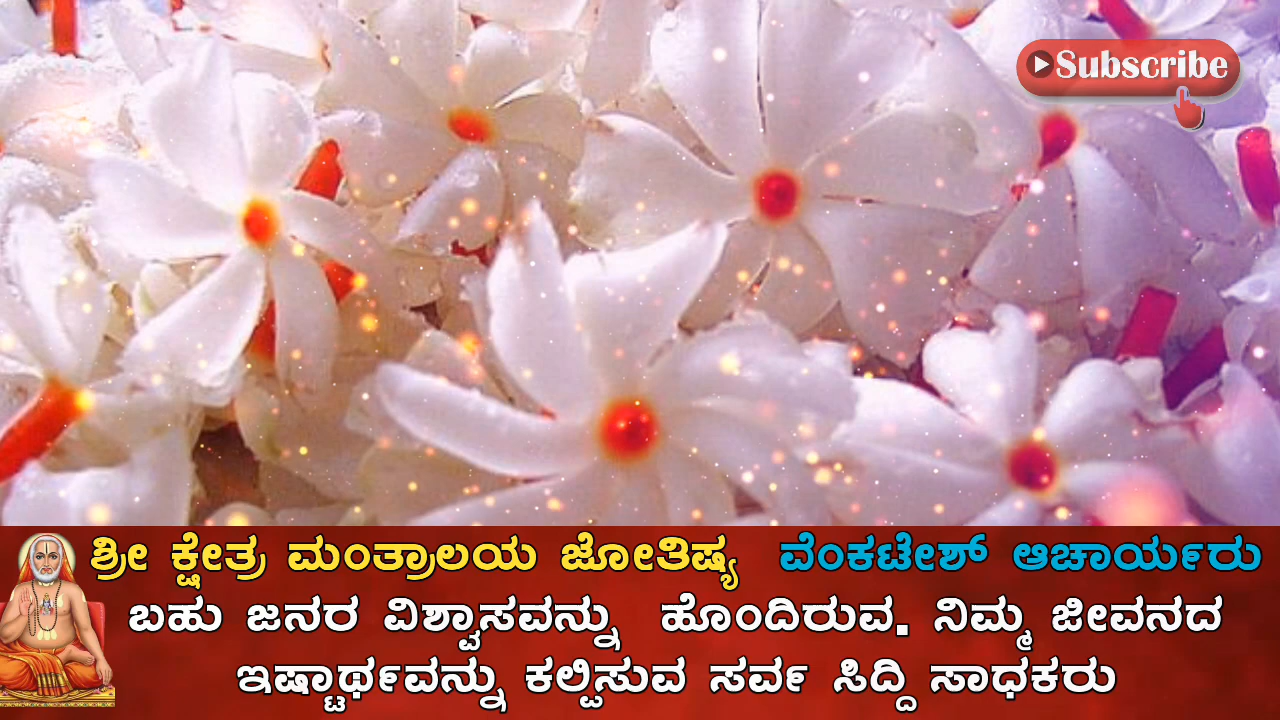 Subscribe
ಶ್ರೀ ಕ್ಷೇತ್ರ ಮಂತ್ರಾಲಯ ಜೋತಿಷ್ಯ ವೆಂಕಟೇಶ್ ಆಚಾರ್ಯರು
ಬಹು ಜನರ ವಿಶ್ವಾಸವನ್ನು ಹೊಂದಿರುವ. ನಿಮ್ಮ ಜೀವನದ
ಇಷ್ಟಾರ್ಥವನ್ನು ಕಲ್ಪಿಸುವ ಸರ್ವ ಸಿದ್ದಿ ಸಾಧಕರು